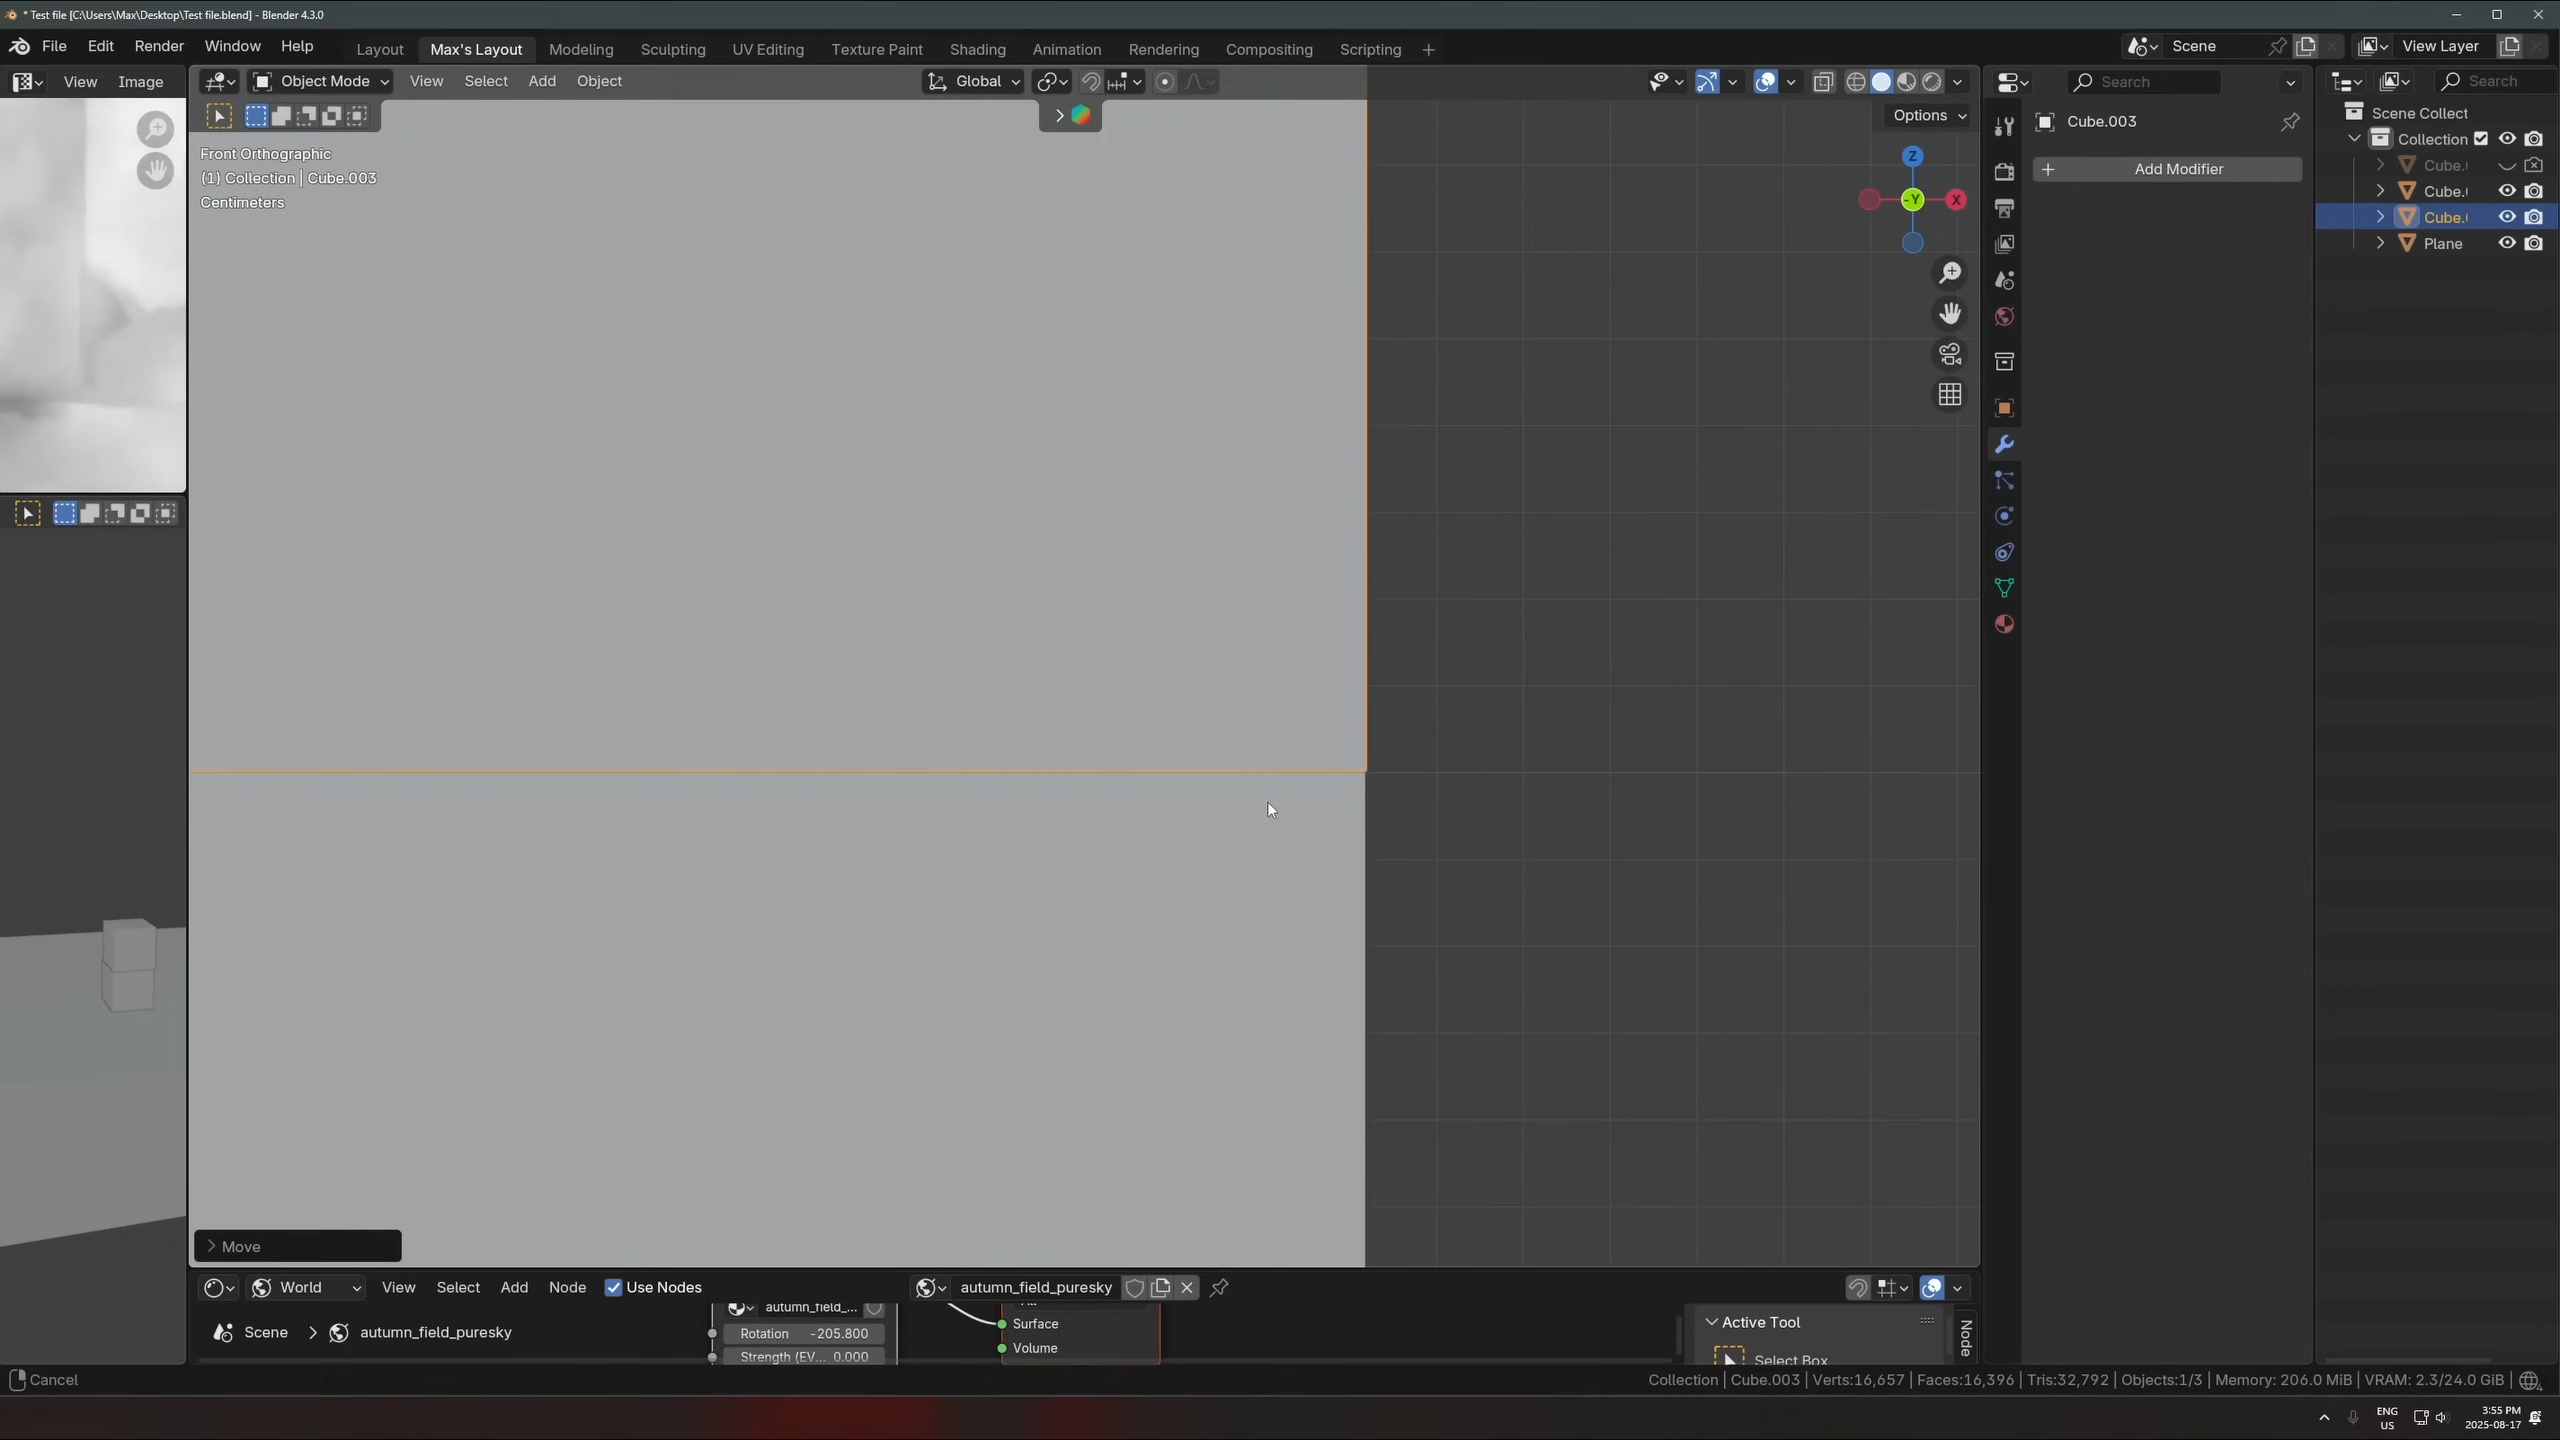 * Test file [C:\Users\Max\Desktop\Test file.blend] - Blender 4.3.0
File Edit Render Window Help Layout Max's Layout Modeling Sculpting UV Editing Texture Paint Shading Animation Rendering Compositing Scripting Scene View Layer
View Image Object Mode View Select Add Object Global Search Search
Options
Cube.003
Scene Collect
Collection
Add Modifier
Cube.
Cube.
Cube.
Plane
Front Orthographic
(1) Collection | Cube.003
Centimeters
Z
-Y X
Move
World View Select Add Node Use Nodes autumn_field_puresky
autumn_field_...
Surface
Active Tool
Scene autumn_field_puresky
Rotation -205.800
Volume
Node
Strength (EV... 0.000
Select Box
Cancel
Collection | Cube.003 | Verts:16,657 | Faces:16,396 | Tris:32,792 | Objects:1/3 | Memory: 206.0 MiB | VRAM: 2.3/24.0 GiB
ENG
US
3:55 PM
2025-08-17